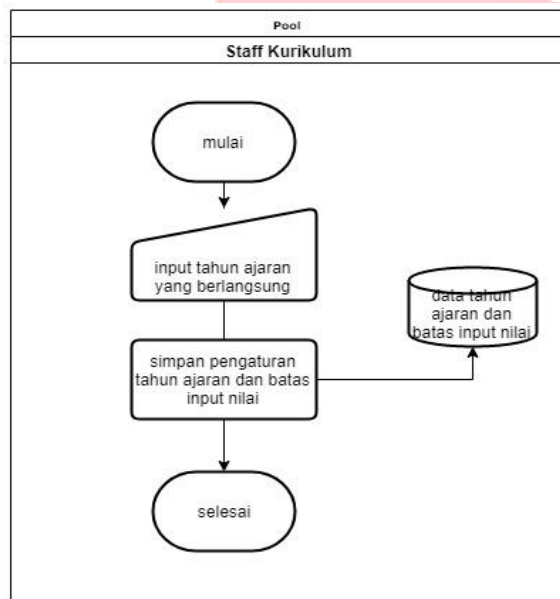 Pool
Staff Kurikulum
mulai
input tahun ajaran
yang berlangsung
data tahun
ajaran dan
batas input nilai
simpan pengaturan
tahun ajaran dan batas
input nilai
selesai